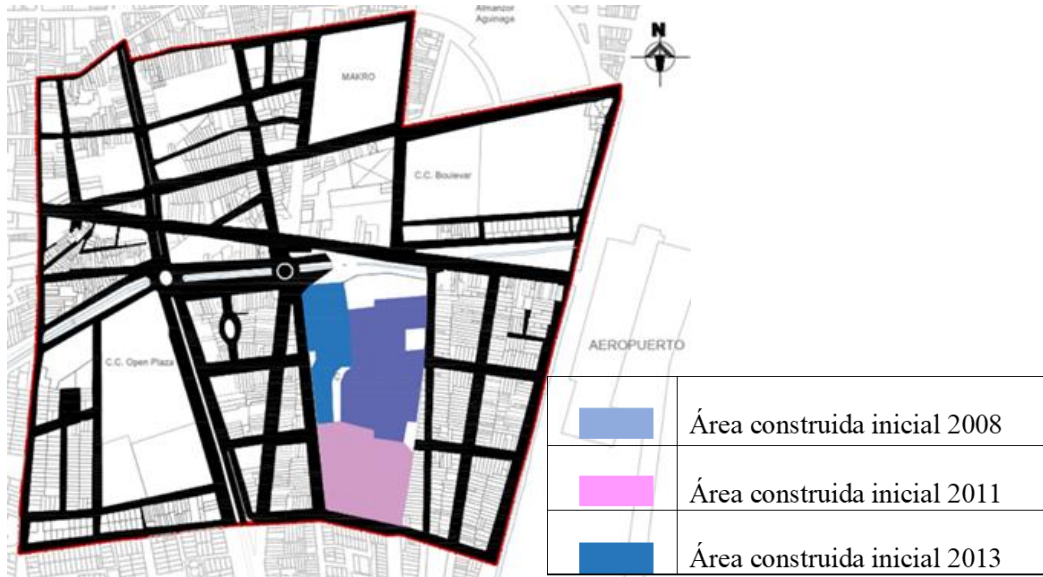 Almanzor
Aguinaga
N
MAKRO
C.C. Boulevar
AEROPUERTO
C.C. Open Plaza
Área construida inicial 2008
Área construida inicial 2011
Área construida inicial 2013